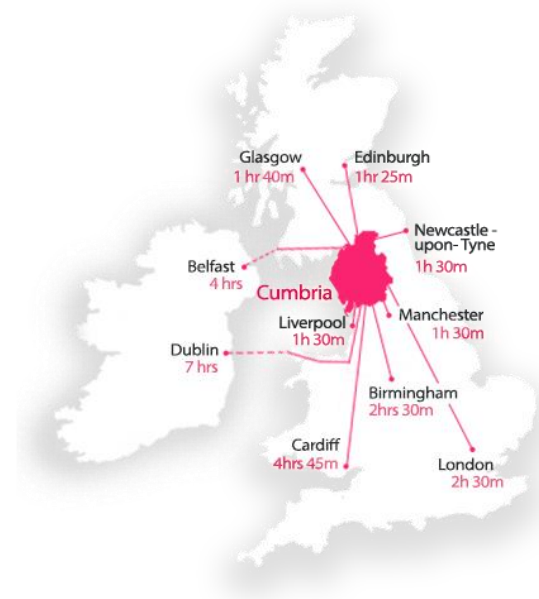 Glasgow
1 hr 40m
Edinburgh
1hr 25m
Newcastle -
upon-Tyne
1h 30m
Belfast
4 hrs
Cumbria
Manchester
1h 30m
Liverpool
1h 30m
Dublin
7 hrs
Birmingham
2hrs 30m
Cardiff
4hrs 45m
London
2h 30m